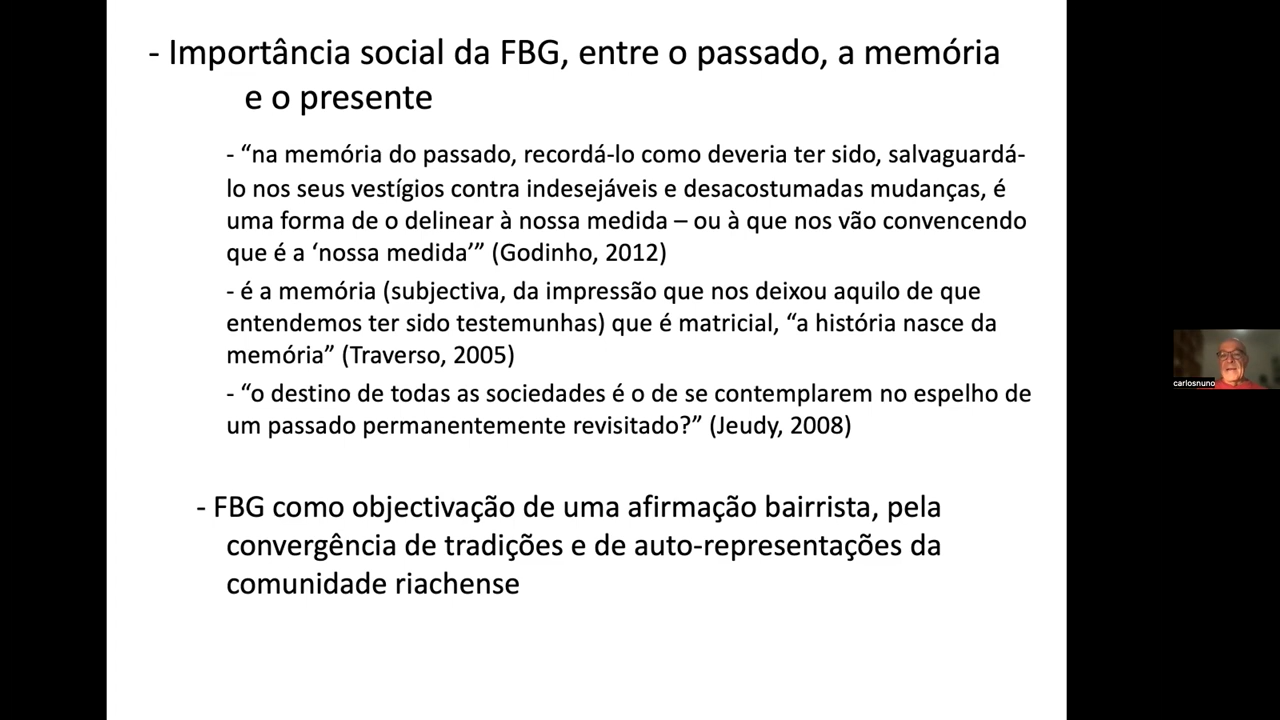 - Importância social da FBG, entre o passado, a memória
e o presente
- “na memória do passado, recordá-lo como deveria ter sido, salvaguardá-
lo nos seus vestígios contra indesejáveis e desacostumadas mudanças, é
uma forma de o delinear à nossa medida – ou à que nos vão convencendo
que é a ‘nossa medida’” (Godinho, 2012)
- é a memória (subjectiva, da impressão que nos deixou aquilo de que
entendemos ter sido testemunhas) que é matricial, “a história nasce da
memória” (Traverso, 2005)
- “o destino de todas as sociedades é o de se contemplarem no espelho de
um passado permanentemente revisitado?” (Jeudy, 2008)
- FBG como objectivação de uma afirmação bairrista, pela
convergência de tradições e de auto-representações da
comunidade riachense
carlosnuno